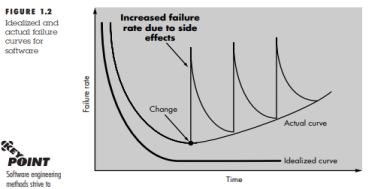 FIGURE 1.2
Idealized and
actual failure
curves for
software
Increased failure
rate due to side
effects
Failure rate
Change
Actual curve
Idealized curve
Time
KEY
POINT
Software engineering
methods strive to